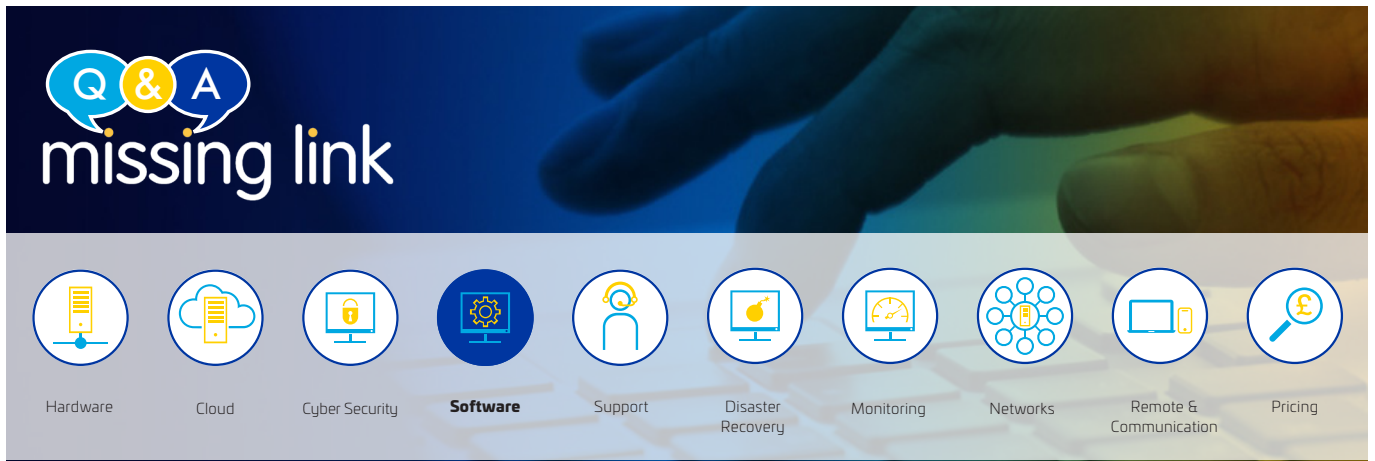 Q & A
missing link
£
Hardware
Cloud
Cyber Security
Software
Support
Disaster
Recovery
Monitoring
Networks
Remote &
Communication
Pricing